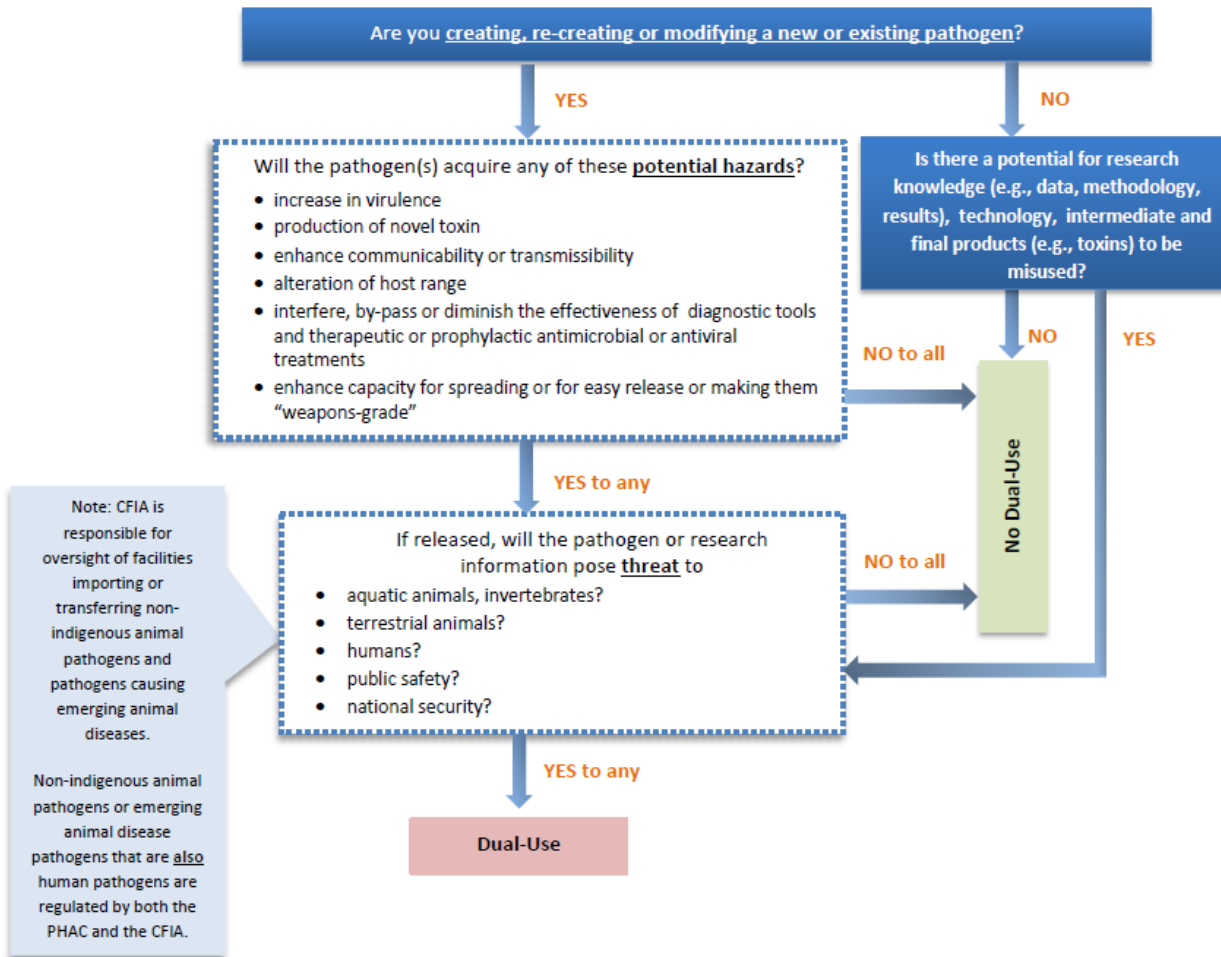 Are you creating, re-creating or modifying a new or existing pathogen?
YES
NO
Will the pathogen(s) acquire any of these potential hazards?
• increase in virulence
• production of novel toxin
• enhance communicability or transmissibility
• alteration of host range
• interfere, by-pass or diminish the effectiveness of diagnostic tools
and therapeutic or prophylactic antimicrobial or antiviral
treatments
• enhance capacity for spreading or for easy release or making them
“weapons-grade”
Is there a potential for research
knowledge (e.g., data, methodology,
results), technology, intermediate and
final products (e.g., toxins) to be
misused?
NO
YES
NO to all
No Dual-Use
YES to any
If released, will the pathogen or research
information pose threat to
• aquatic animals, invertebrates?
• terrestrial animals?
• humans?
• public safety?
• national security?
NO to all
YES to any
Dual-Use
Note: CFIA is
responsible for
oversight of facilities
importing or
transferring non-
indigenous animal
pathogens and
pathogens causing
emerging animal
diseases.
Non-indigenous animal
pathogens or emerging
animal disease
pathogens that are also
human pathogens are
regulated by both the
PHAC and the CFIA.